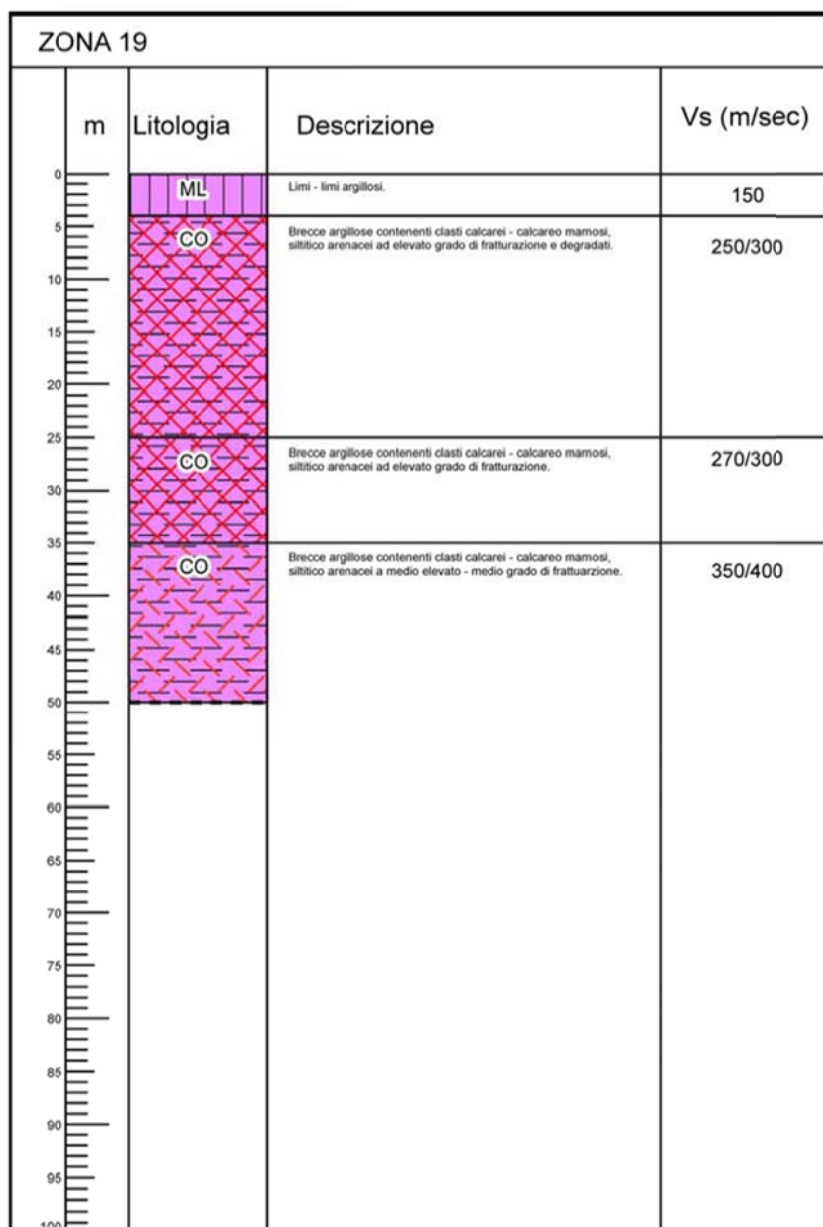 ZONA 19
m Litologia Descrizione Vs (m/sec)
0
ML Limi - limi argillosi. 150
5
CO Brecce argillose contenenti clasti calcarei - calcareo marnosi,
siltitico arenacei ad elevato grado di fratturazione e degradati.
250/300
10
15
20
25
CO Brecce argillose contenenti clasti calcarei - calcareo marnosi,
siltitico arenacei ad elevato grado di fratturazione.
270/300
30
35
CO Brecce argillose contenenti clasti calcarei - calcareo marnosi,
siltitico arenacei a medio elevato - medio grado di frattuarzione.
350/400
40
45
50
55
60
65
70
75
80
85
90
95
100